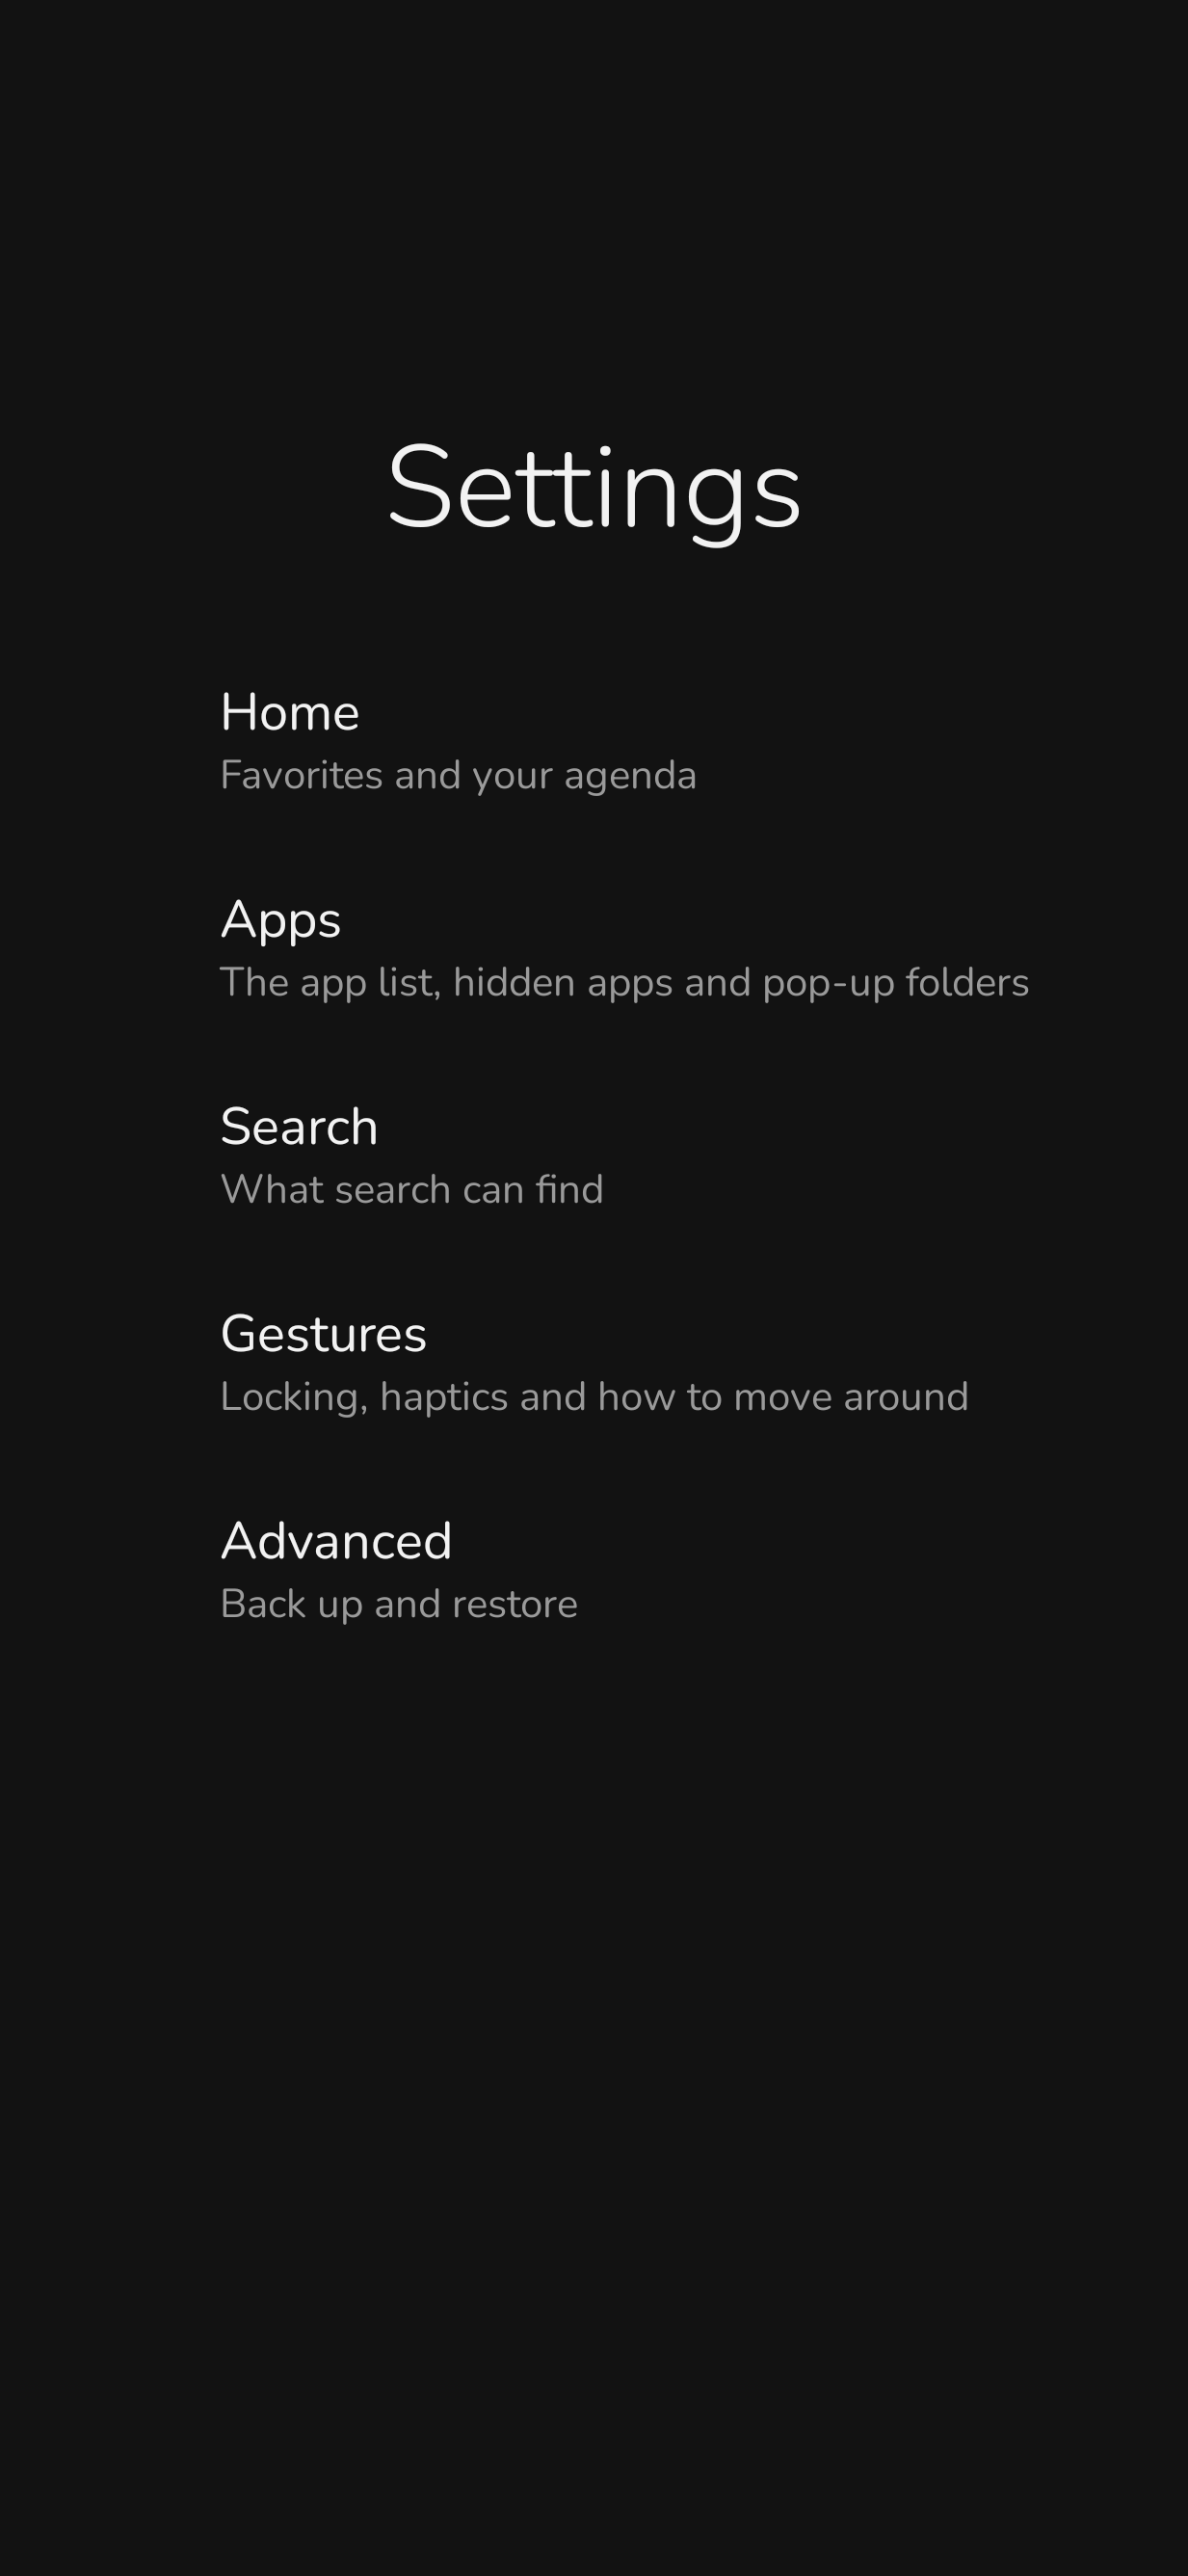 Settings
Home
Favorites and your agenda
Apps
The app list, hidden apps and pop-up folders
Search
What search can find
Gestures
Locking, haptics and how to move around
Advanced
Back up and restore